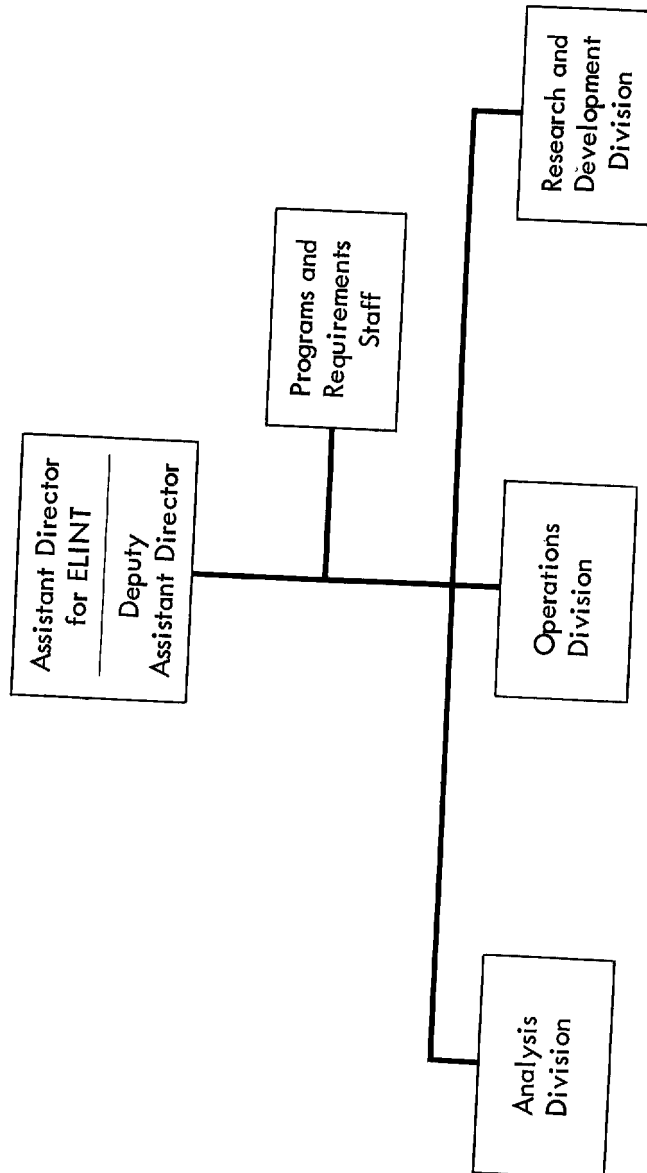 Assistant Director
for ELINT
Deputy
Assistant Director
Programs and
Requirements
Staff
Analysis
Division
Operations
Division
Research and
Development
Division